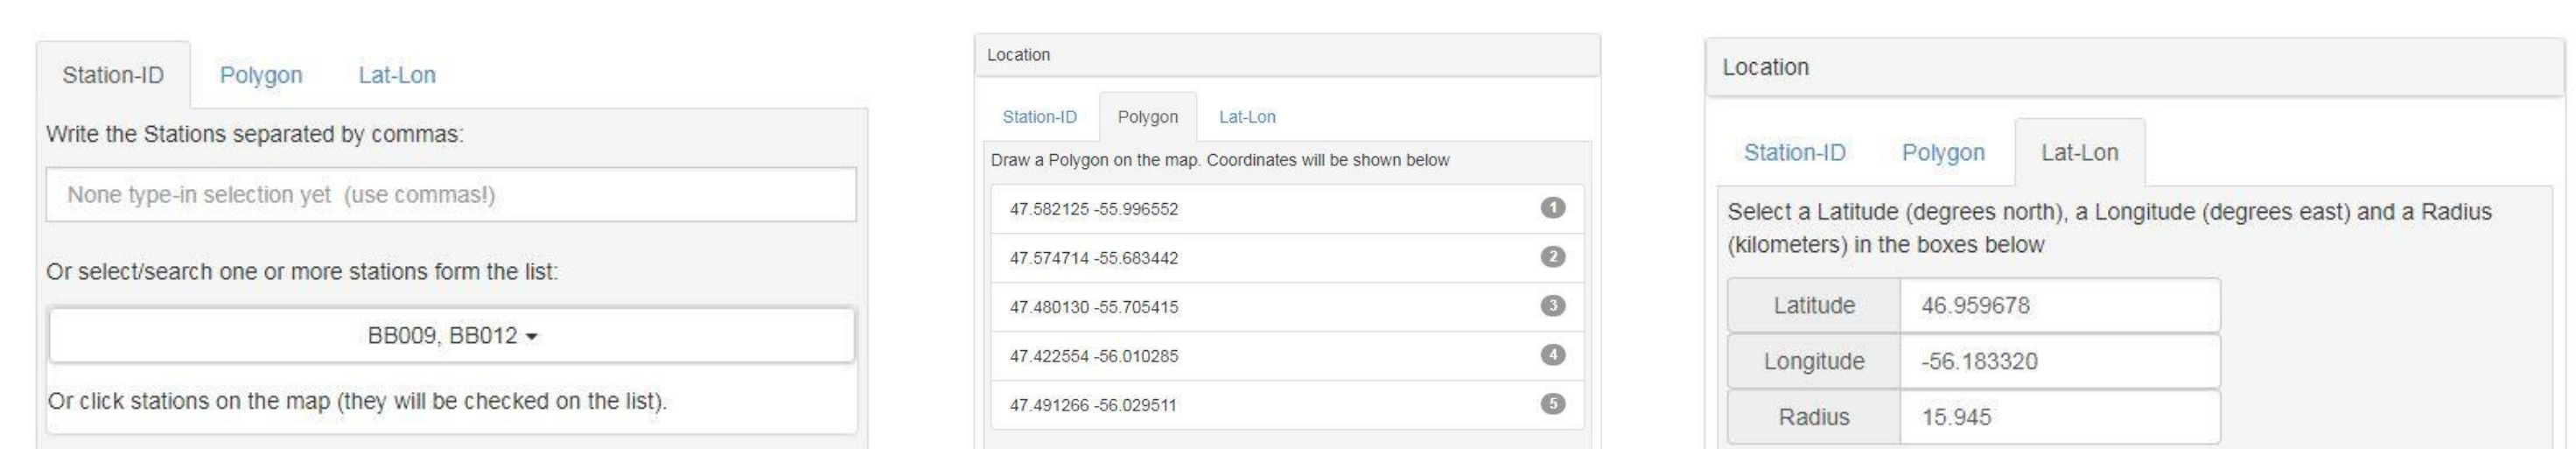 Station-ID Polygon Lat-Lon
Write the Stations separated by commas:
None type-in selection yet (use commas!)
Or select/search one or more stations form the list:
BB009, BB012
Or click stations on the map (they will be checked on the list).
Location
Station-ID Polygon Lat-Lon
Draw a Polygon on the map. Coordinates will be shown below
47.582125 -55.996552 1
47.574714 -55.683442 2
47.480130 -55.705415 3
47.422554 -56.010285 4
47.491266 -56.029511 5
Location
Station-ID Polygon Lat-Lon
Select a Latitude (degrees north), a Longitude (degrees east) and a Radius
(kilometers) in the boxes below
Latitude 46.959678
Longitude -56.183320
Radius 15.945